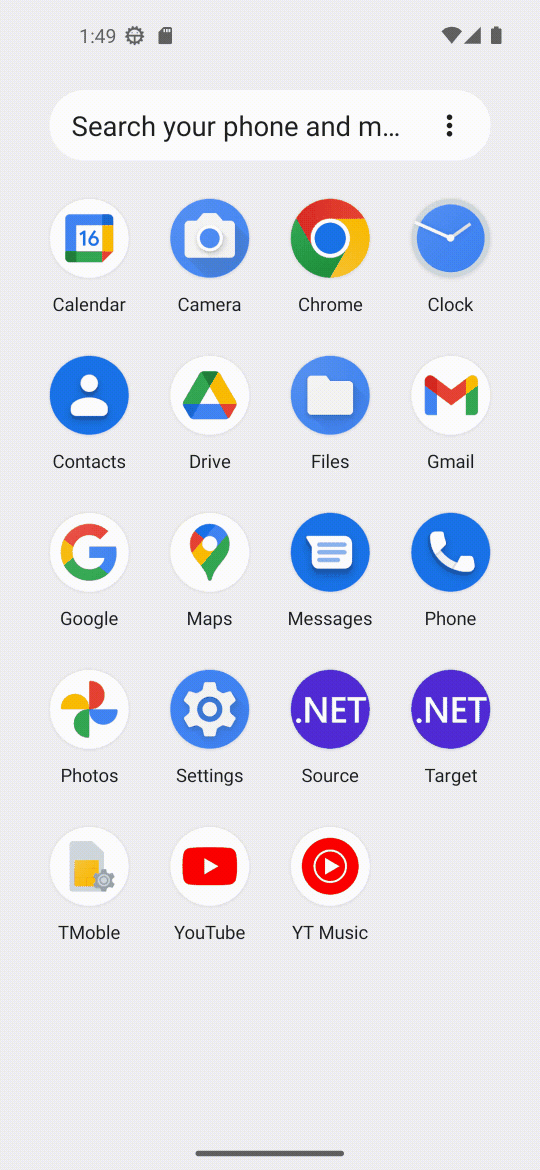 1:49
Search your phone and m...
16
Calendar
Camera
Chrome
Clock
Contacts
Drive
Files
Gmail
Google
Maps
Messages
Phone
.NET
.NET
Photos
Settings
Source
Target
TMoble
YouTube
YT Music